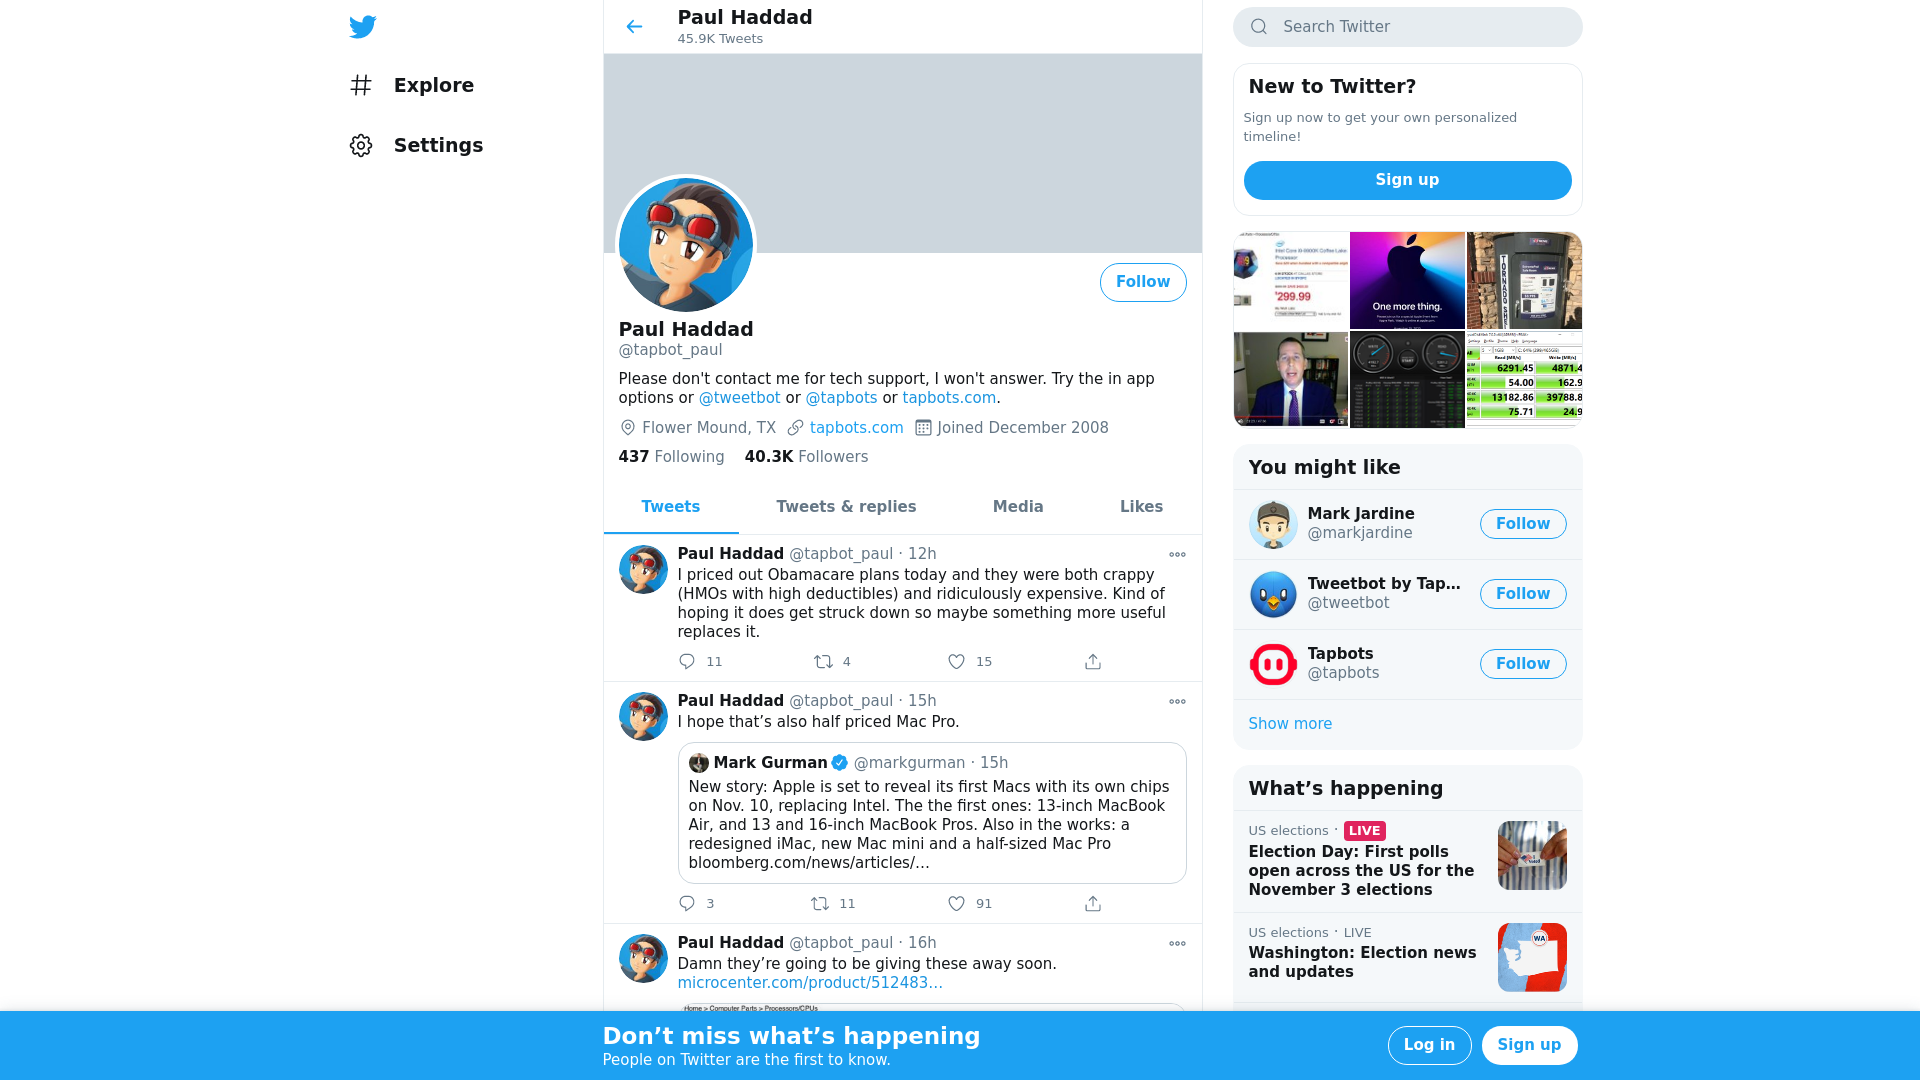 Explore
Settings
Paul Haddad
45.9K Tweets
Follow
Paul Haddad
@tapbot_paul
Please don't contact me for tech support, I won't answer. Try the in app
options or @tweetbot or @tapbots or tapbots.com.
Flower Mound, TX tapbots.com Joined December 2008
437 Following 40.3K Followers
Tweets Tweets & replies Media Likes
Paul Haddad @tapbot_paul · 12h
I priced out Obamacare plans today and they were both crappy
(HMOs with high deductibles) and ridiculously expensive. Kind of
hoping it does get struck down so maybe something more useful
replaces it.
11 4 15
Paul Haddad @tapbot_paul · 15h
I hope that’s also half priced Mac Pro.
Mark Gurman @markgurman · 15h
New story: Apple is set to reveal its first Macs with its own chips
on Nov. 10, replacing Intel. The the first ones: 13-inch MacBook
Air, and 13 and 16-inch MacBook Pros. Also in the works: a
redesigned iMac, new Mac mini and a half-sized Mac Pro
bloomberg.com/news/articles/…
3 11 91
Paul Haddad @tapbot_paul · 16h
Damn they’re going to be giving these away soon.
microcenter.com/product/512483…
Home > Computer Parts > Processors/CPUs
Search Twitter
New to Twitter?
Sign up now to get your own personalized
timeline!
Sign up
Intel Core i9-9900K Coffee Lake
Processor
$299.99
One more thing.
TORNADO
6291.45 4871.4
54.00 162.9
13182.86 39788.8
75.71 24.9
You might like
Mark Jardine
@markjardine
Follow
Tweetbot by Tap…
@tweetbot
Follow
Tapbots
@tapbots
Follow
Show more
What’s happening
US elections · LIVE
Election Day: First polls
open across the US for the
November 3 elections
US elections · LIVE
Washington: Election news
and updates
WA
Don’t miss what’s happening
People on Twitter are the first to know.
Log in
Sign up